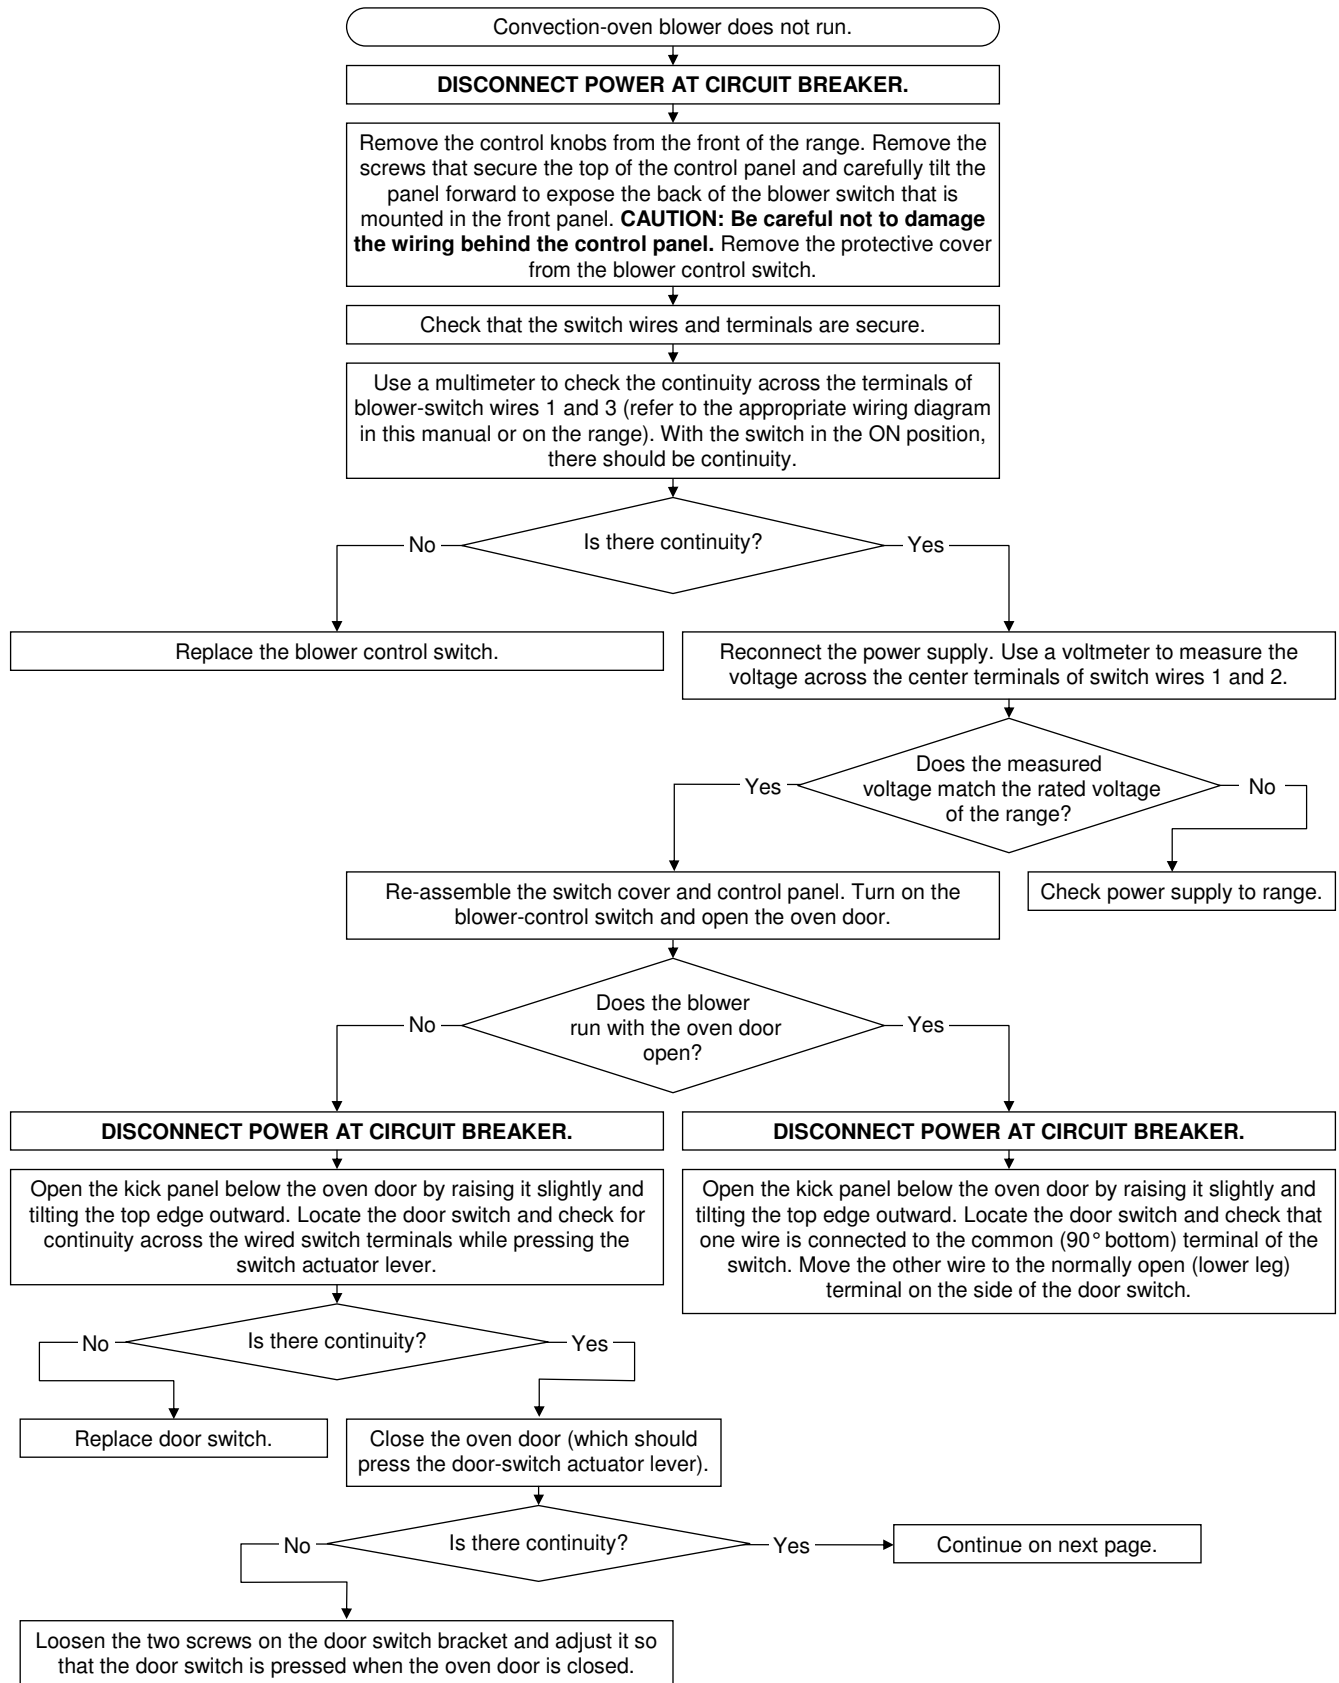 Convection-oven blower does not run.
DISCONNECT POWER AT CIRCUIT BREAKER.
Remove the control knobs from the front of the range. Remove the
screws that secure the top of the control panel and carefully tilt the
panel forward to expose the back of the blower switch that is
mounted in the front panel. CAUTION: Be careful not to damage
the wiring behind the control panel. Remove the protective cover
from the blower control switch.
Check that the switch wires and terminals are secure.
Use a multimeter to check the continuity across the terminals of
blower-switch wires 1 and 3 (refer to the appropriate wiring diagram
in this manual or on the range). With the switch in the ON position,
there should be continuity.
No
Is there continuity?
Yes
Replace the blower control switch.
Reconnect the power supply. Use a voltmeter to measure the
voltage across the center terminals of switch wires 1 and 2.
Yes
Does the measured
voltage match the rated voltage
of the range?
No
Re-assemble the switch cover and control panel. Turn on the
blower-control switch and open the oven door.
Check power supply to range.
No
Does the blower
run with the oven door
open?
Yes
DISCONNECT POWER AT CIRCUIT BREAKER.
Open the kick panel below the oven door by raising it slightly and
tilting the top edge outward. Locate the door switch and check for
continuity across the wired switch terminals while pressing the
switch actuator lever.
DISCONNECT POWER AT CIRCUIT BREAKER.
Open the kick panel below the oven door by raising it slightly and
tilting the top edge outward. Locate the door switch and check that
one wire is connected to the common (90° bottom) terminal of the
switch. Move the other wire to the normally open (lower leg)
terminal on the side of the door switch.
No
Is there continuity?
Yes
Replace door switch.
Close the oven door (which should
press the door-switch actuator lever).
No
Is there continuity?
Yes
Continue on next page.
Loosen the two screws on the door switch bracket and adjust it so
that the door switch is pressed when the oven door is closed.